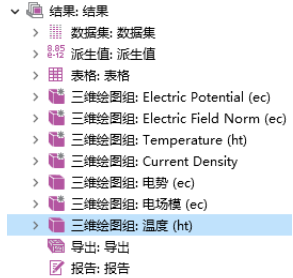 结果: 结果
数据集: 数据集
8.85
e-12
派生值: 派生值
表格: 表格
三维绘图组: Electric Potential (ec)
三维绘图组: Electric Field Norm (ec)
三维绘图组: Temperature (ht)
三维绘图组: Current Density
三维绘图组: 电势 (ec)
三维绘图组: 电场模 (ec)
三维绘图组: 温度 (ht)
导出: 导出
报告: 报告